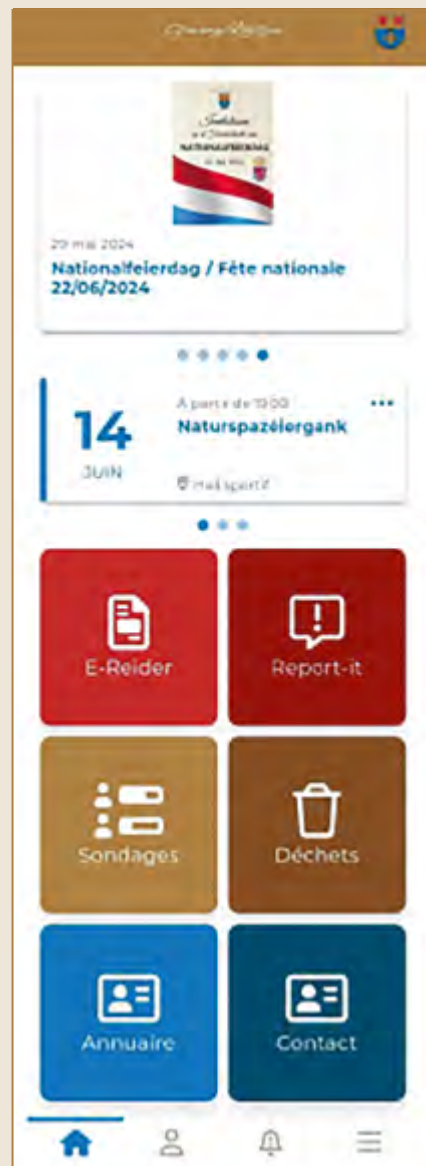 29 mai 2024
Nationalfeierdag / Fête nationale
22/06/2024
À partir de 19:00
14
Naturspazéiergank
JUIN
Hall sportif
E-Reider
Report-it
Sondages
Déchets
Annuaire
Contact